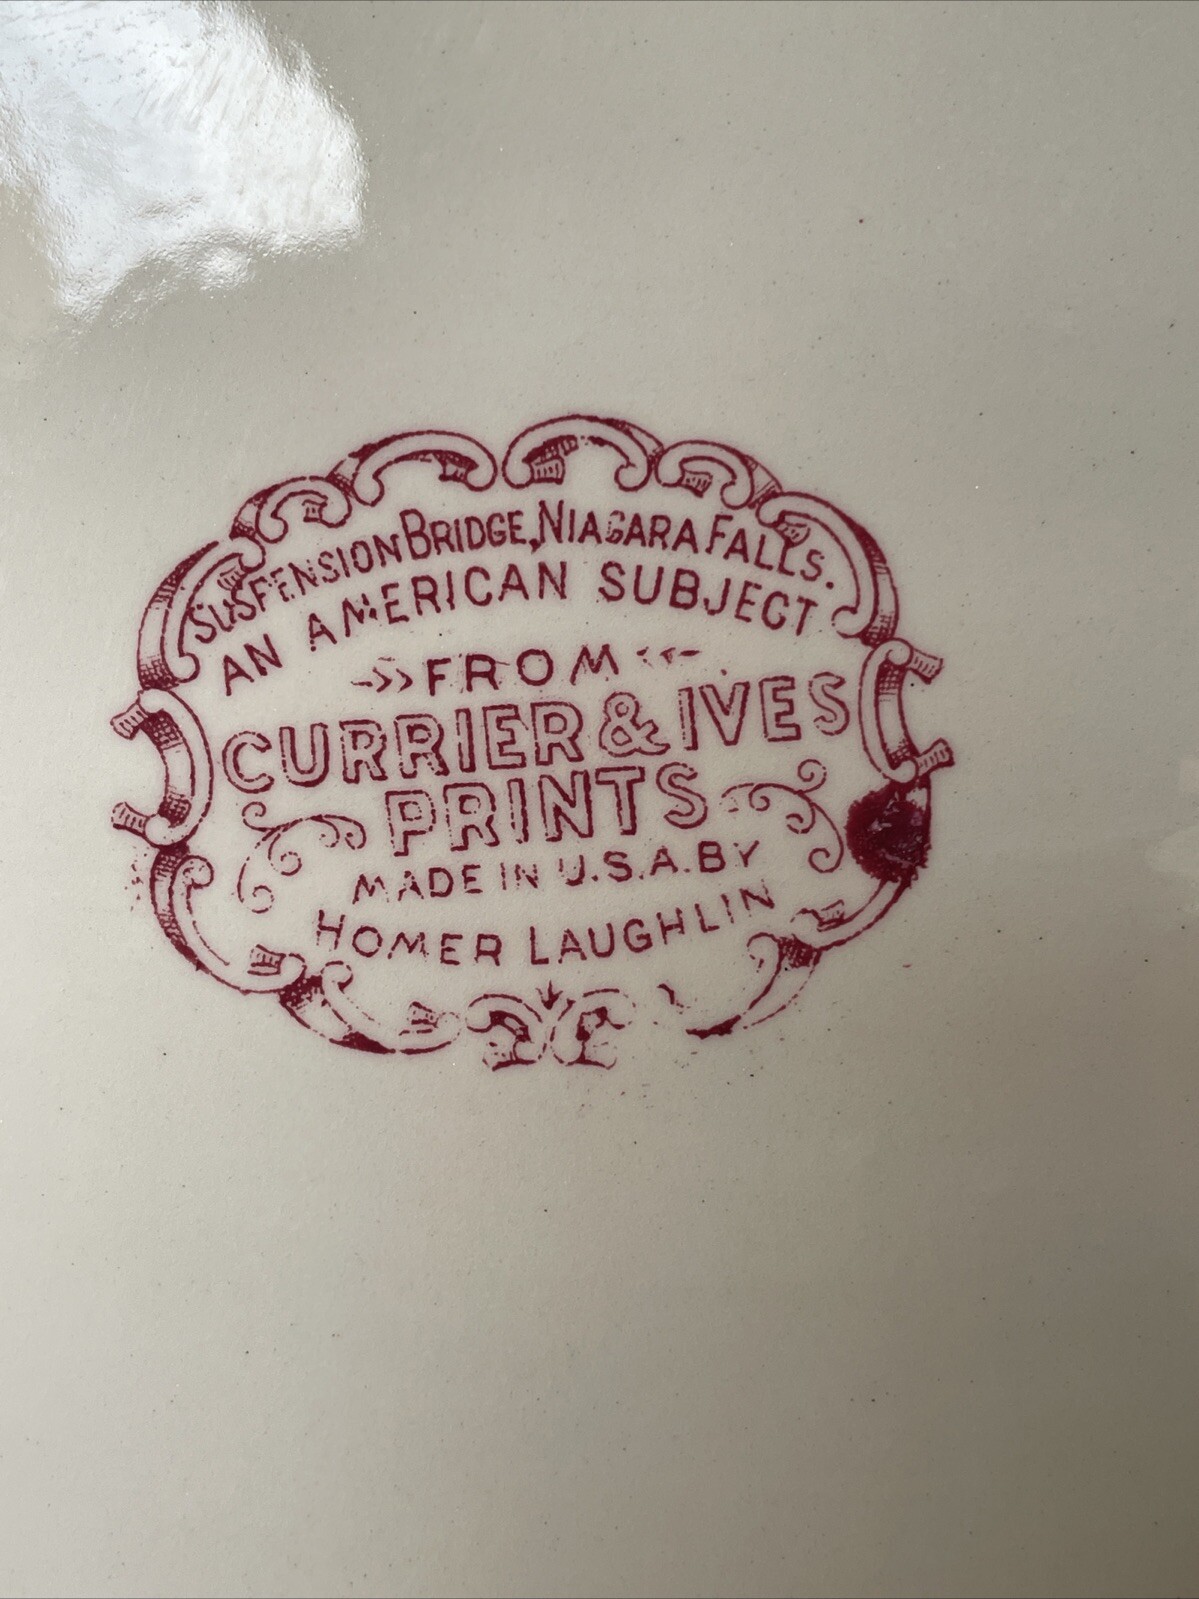 Suspension Bridge, Niagara Falls.
AN AMERICAN SUBJECT
FROM
CURRIER & IVES
PRINTS
MADE IN U.S.A. BY
HOMER LAUGHLIN